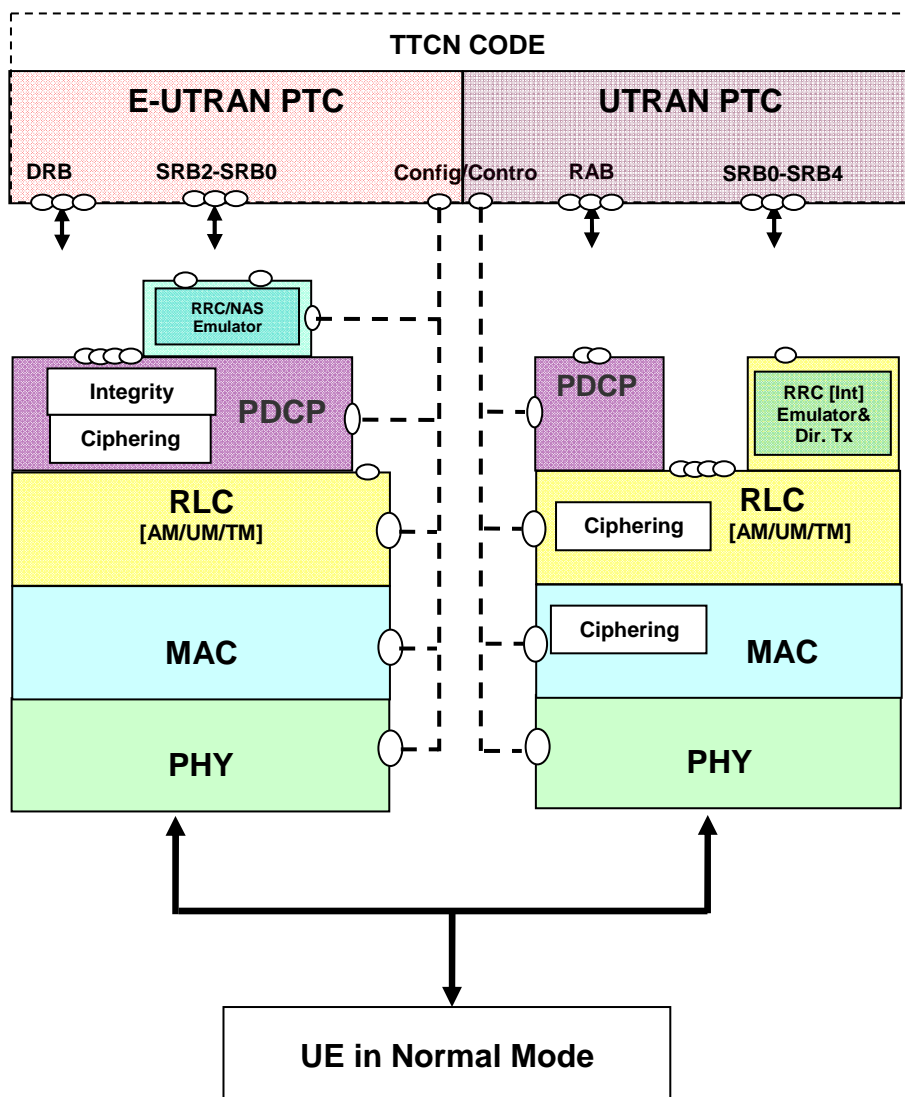 TTCN CODE
E-UTRAN PTC
UTRAN PTC
DRB
SRB2-SRB0
Config/Contro
RAB
SRB0-SRB4
RRC/NAS
Emulator
Integrity
Ciphering
PDCP
RLC
[AM/UM/TM]
MAC
PHY
PDCP
RRC [Int]
Emulator&
Dir. Tx
RLC
[AM/UM/TM]
Ciphering
Ciphering
MAC
PHY
UE in Normal Mode